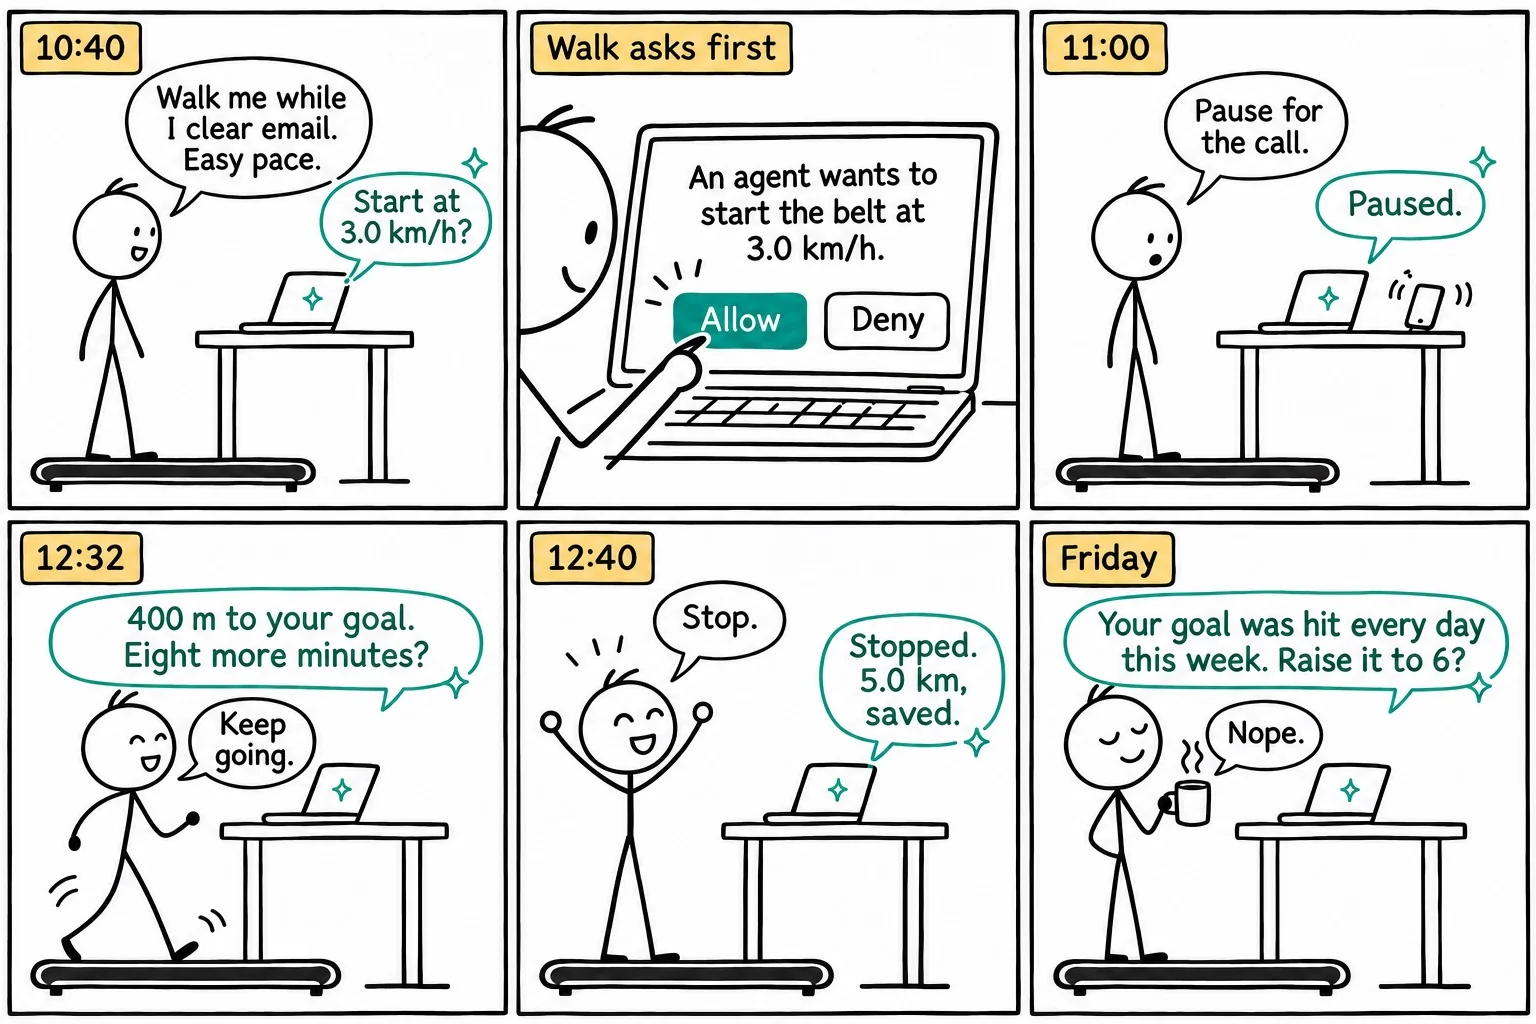 10:40
Walk me while
I clear email.
Easy pace.
Start at
3.0 km/h?
Walk asks first
An agent wants to
start the belt at
3.0 km/h.
Allow
Deny
11:00
Pause for
the call.
Paused.
12:32
400 m to your goal.
Eight more minutes?
Keep
going.
12:40
Stop.
Stopped.
5.0 km,
saved.
Friday
Your goal was hit every day
this week. Raise it to 6?
Nope.